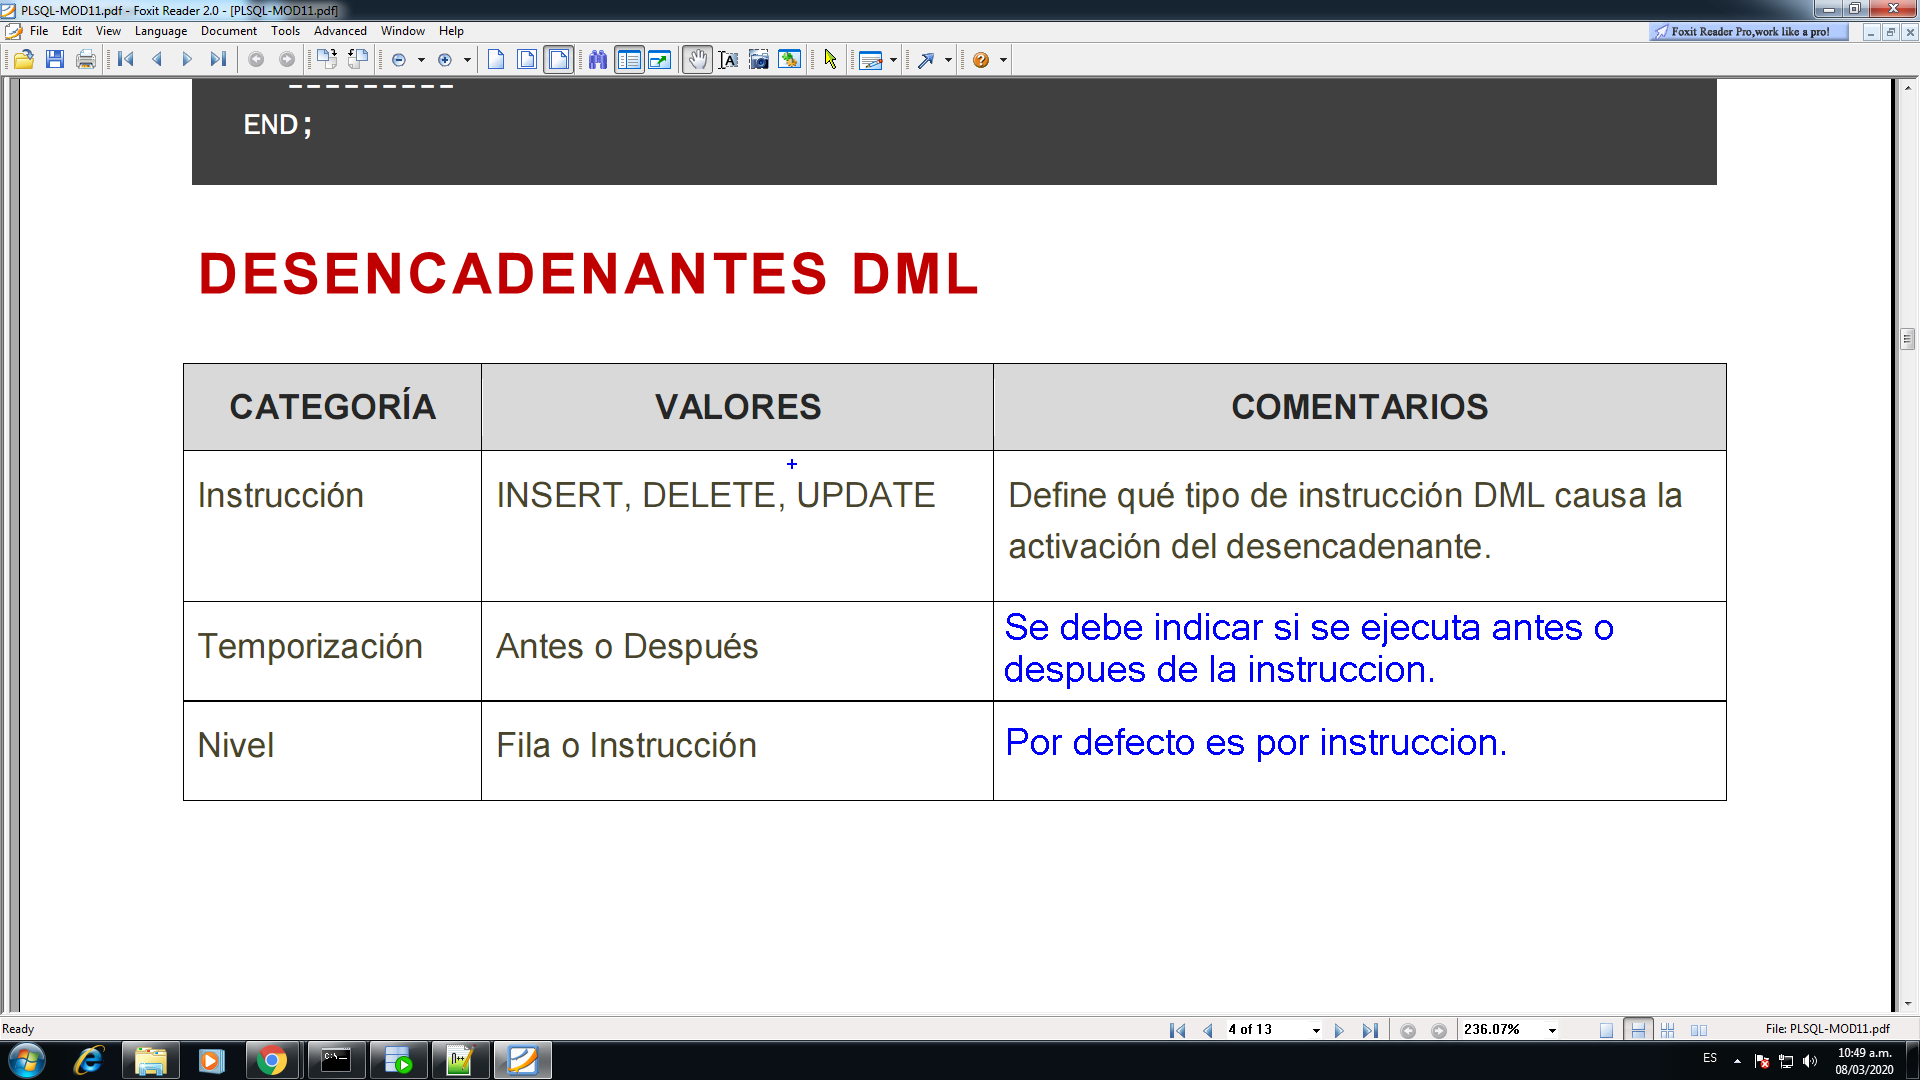 PLSQL-MOD11.pdf - Foxit Reader 2.0 - [PLSQL-MOD11.pdf]
File Edit View Language Document Tools Advanced Window Help
Foxit Reader Pro,work like a pro!
---------
END;
DESENCADENANTES DML
CATEGORÍA VALORES COMENTARIOS
Instrucción INSERT, DELETE, UPDATE Define qué tipo de instrucción DML causa la
activación del desencadenante.
Temporización Antes o Después Se debe indicar si se ejecuta antes o
despues de la instruccion.
Nivel Fila o Instrucción Por defecto es por instruccion.
Ready 4 of 13 236.07% File: PLSQL-MOD11.pdf
ES 10:49 a.m.
08/03/2020